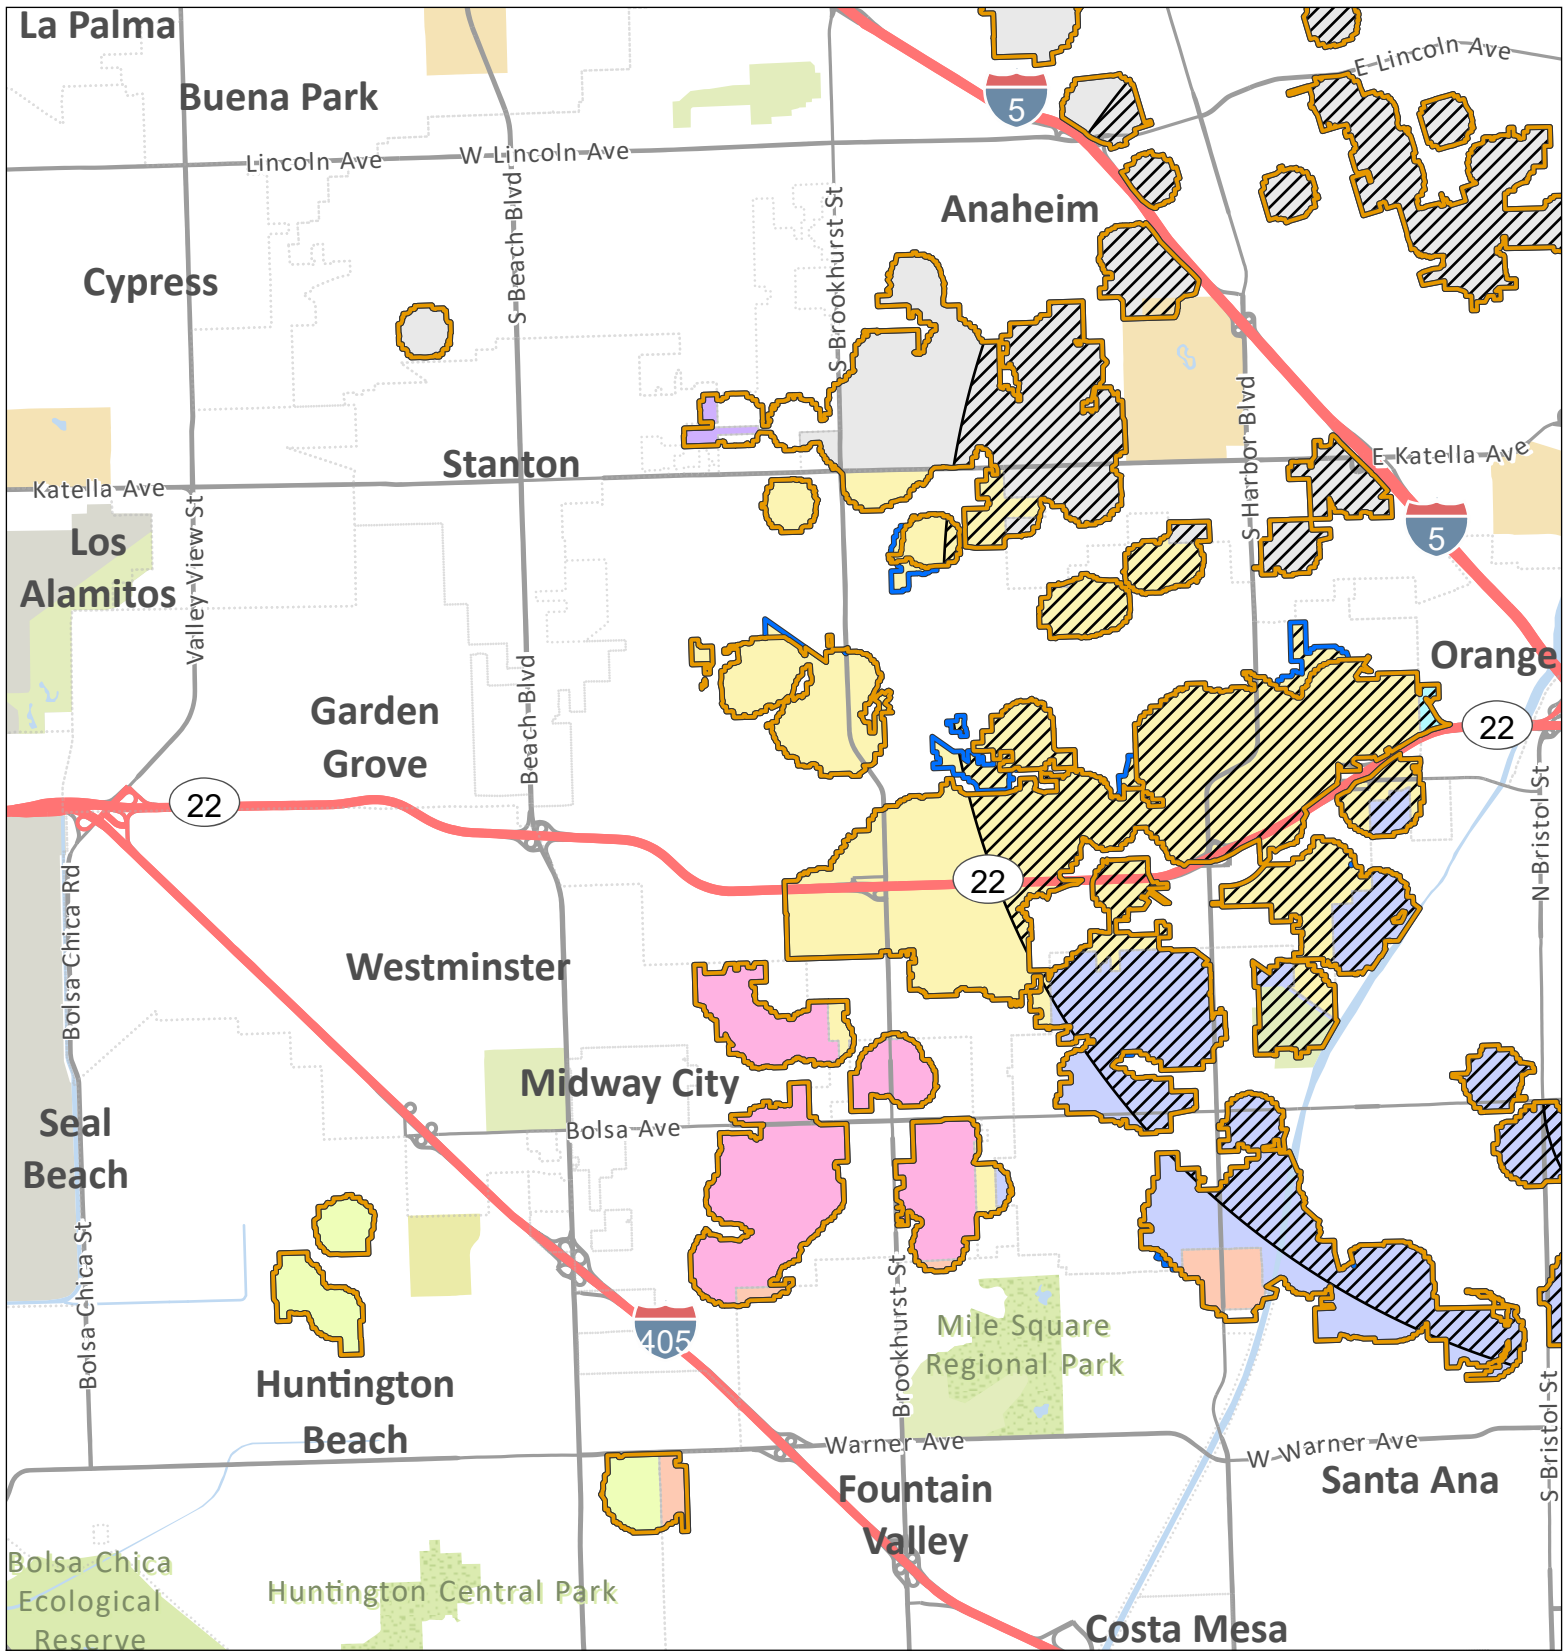 La Palma
Buena Park
Lincoln Ave
W Lincoln Ave
E Lincoln Ave
5
S Beach Blvd
S Brookhurst St
Anaheim
Cypress
Stanton
Katella Ave
E Katella Ave
S Harbor Blvd
5
Los
Alamitos
Valley View St
Orange
Garden
Grove
Beach Blvd
22
22
22
N Bristol St
Bolsa Chica Rd
Westminster
Midway City
Bolsa Ave
Seal
Beach
Bolsa Chica St
Brookhurst St
405
Mile Square
Regional Park
Huntington
Beach
Warner Ave
W Warner Ave
S Bristol St
Santa Ana
Fountain
Valley
Bolsa Chica
Ecological
Reserve
Huntington Central Park
Costa Mesa